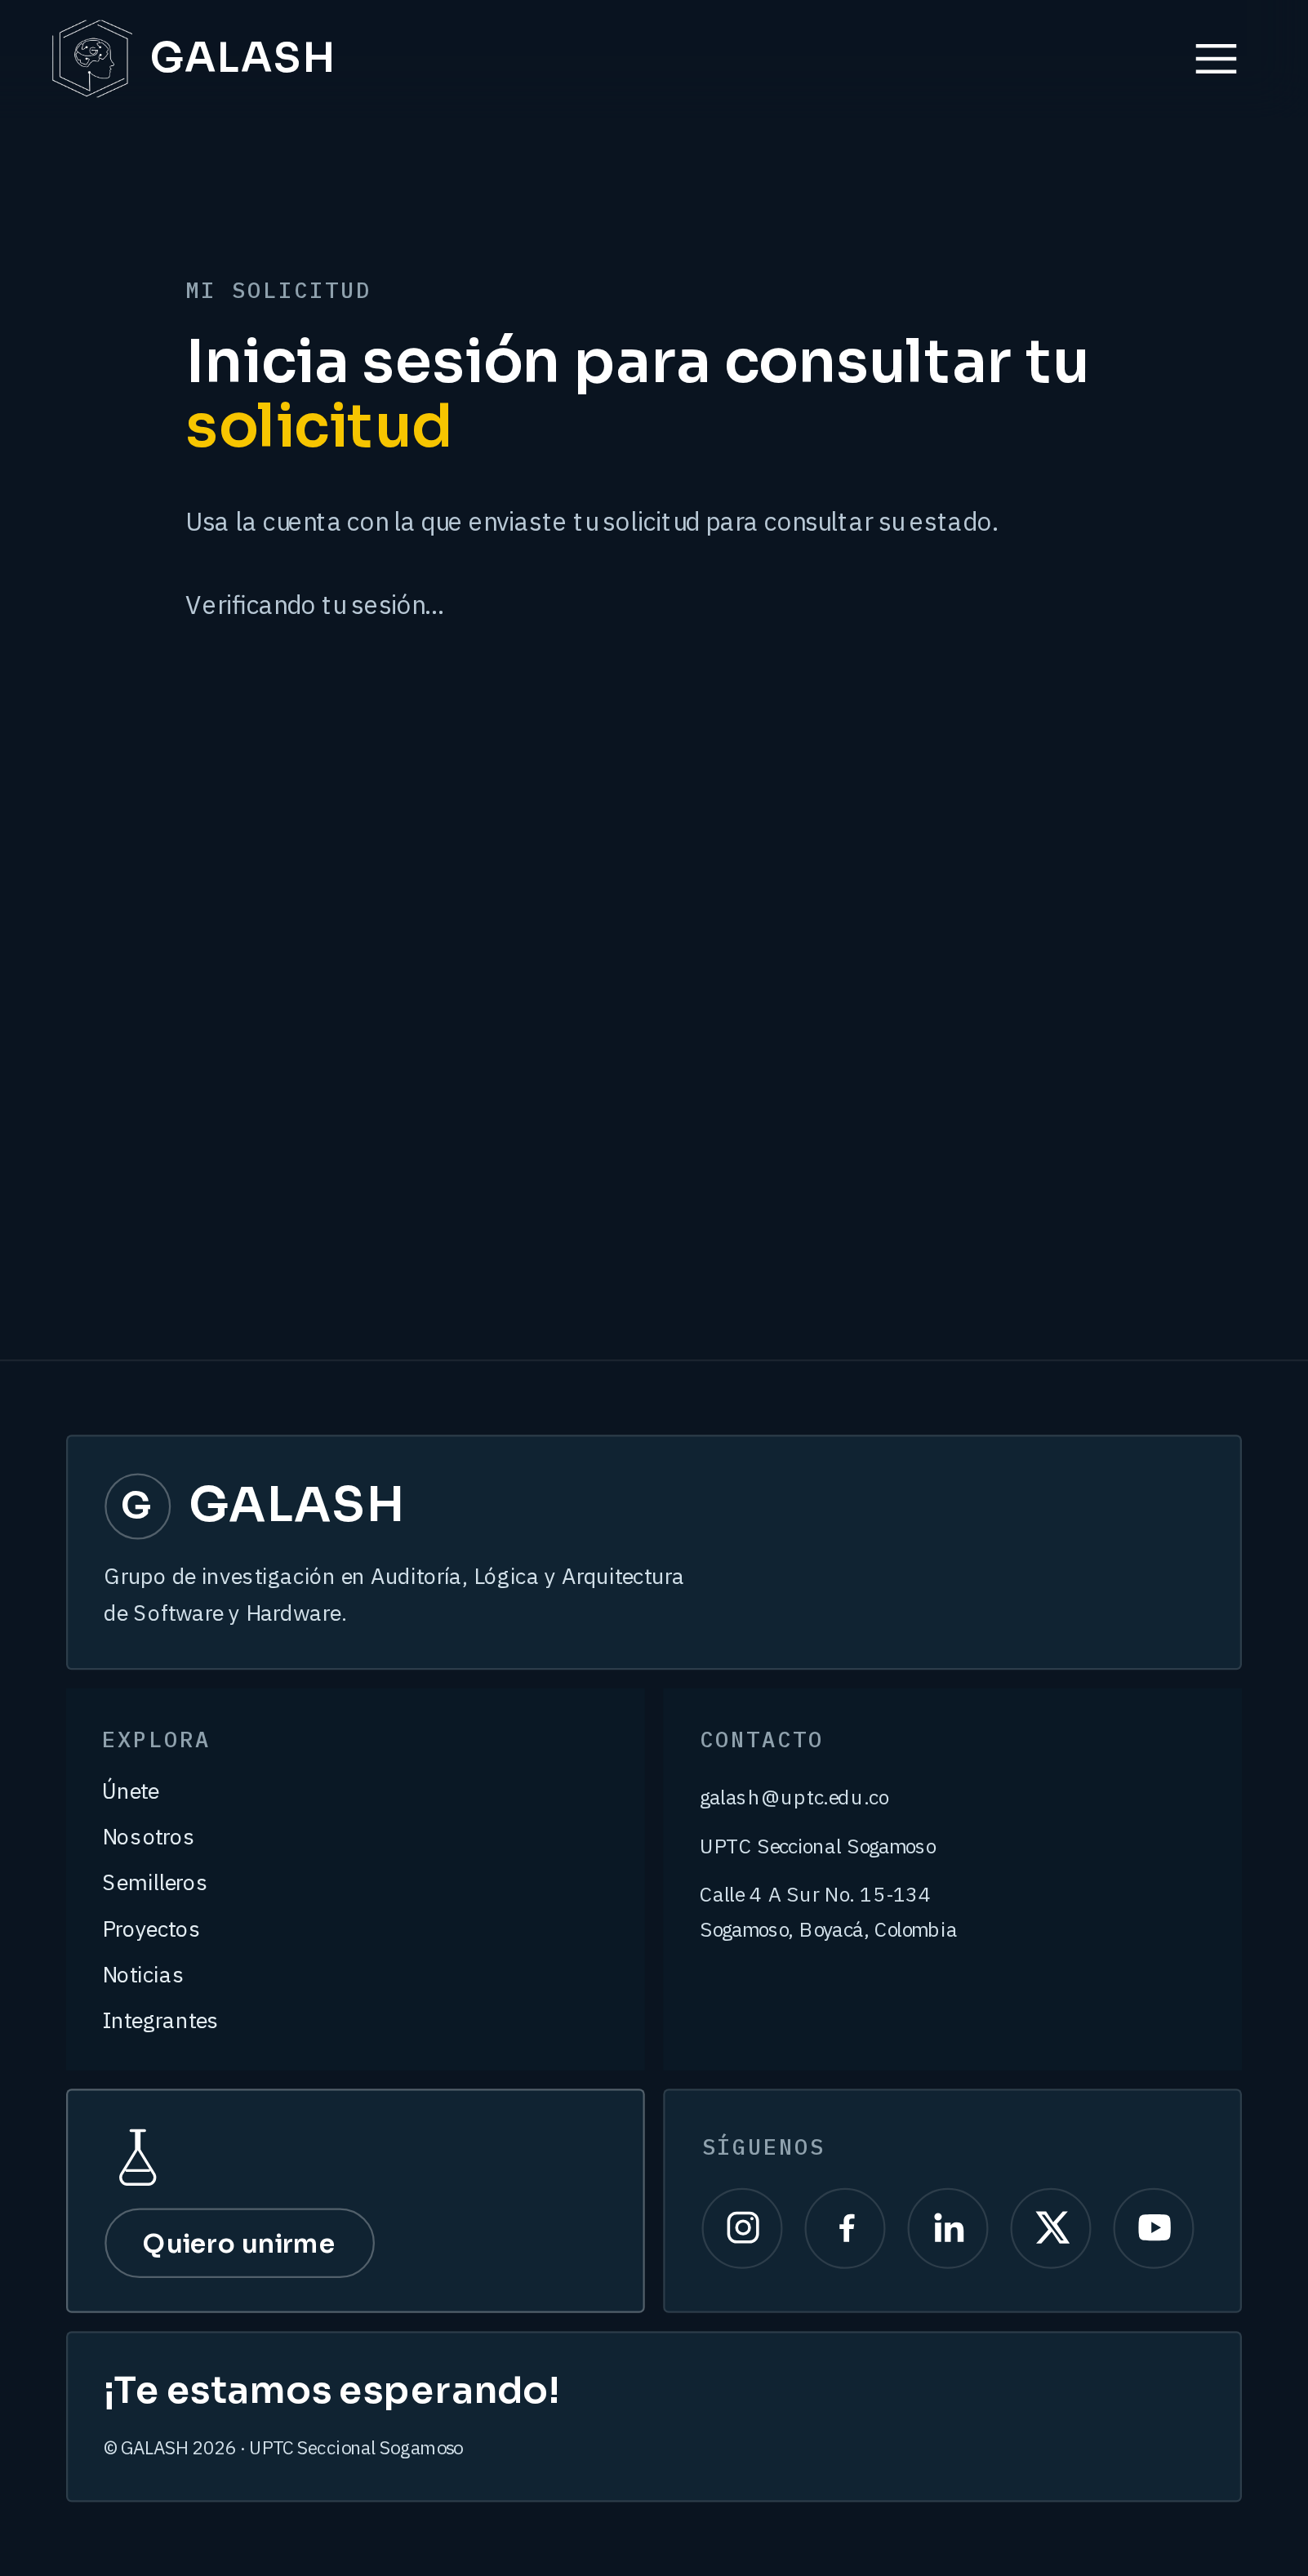 GALASH
MI SOLICITUD
Inicia sesión para consultar tu
solicitud
Usa la cuenta con la que enviaste tu solicitud para consultar su estado.
Verificando tu sesión...
G GALASH
Grupo de investigación en Auditoría, Lógica y Arquitectura
de Software y Hardware.
EXPLORA
Únete
Nosotros
Semilleros
Proyectos
Noticias
Integrantes
CONTACTO
galash@uptc.edu.co
UPTC Seccional Sogamoso
Calle 4 A Sur No. 15-134
Sogamoso, Boyacá, Colombia
Quiero unirme
SÍGUENOS
¡Te estamos esperando!
© GALASH 2026 · UPTC Seccional Sogamoso